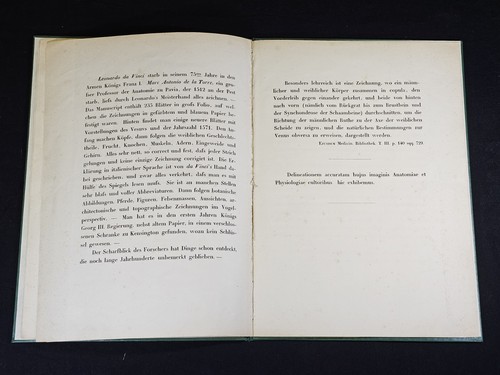 Leonardo da Vinci starb in seinem 75sten Jahre in den
Armen Königs Franz I. Marc Antonio de la Torre, ein gro-
ßer Professor der Anatomie zu Pavia, der 1512 an der Pest
starb, ließ durch Leonardo's Meisterhand alles zeichnen. —
Das Manuscript enthält 235 Blätter in groß Folio, auf wel-
che die Zeichnungen in gefärbtem und blauem Papier be-
festiget waren. Hinten findet man einige neuere Blätter mit
Vorstellungen des Venus und der Jahrzahl 1571. Den An-
fang machen Köpfe, dann folgen die weiblichen Geschlechts-
theile, Frucht, Knochen, Muskeln, Adern, Eingeweide und
Gehirn. Alles sehr nett, so correct und fest, daß jeder Strich
gelungen und keine einzige Zeichnung corrigirt ist. Die Er-
klärung in italienischer Sprache ist von da Vinci's Hand da-
bei geschrieben; und zwar alles verkehrt, daß man es mit
Hülfe des Spiegels lesen muß. Sie ist an manchen Stellen
sehr blaß und voller Abbreviaturen. Dann folgen botanische
Abbildungen, Pferde, Figuren, Felsenmassen, Ansichten, ar-
chitectonische und topographische Zeichnungen im Vogel-
perspectiv. — Man hat es in den ersten Jahren Königs
Georg III. Regierung, nebst altem Papier, in einem verschlos-
senen Schranke zu Kensington gefunden, wozu kein Schlüs-
sel gewesen. —
Der Scharfblick des Forschers hat Dinge schon entdeckt,
die auch lange Jahrhunderte unbemerkt geblieben. —
Besonders lehrreich ist eine Zeichnung, wo ein männ-
licher und weiblicher Körper zusammen in copula, den
Vordertheil gegen einander gekehrt, und beide von hinten
nach vorn (nämlich vom Rückgrat bis zum Brustbein und
der Synchondrose der Schaambeine) durchschnitten, um die
Richtung der männlichen Ruthe zu der Axe der weiblichen
Scheide zu zeigen, und die natürlichen Bestimmungen zur
Venus obversa zu erweisen, dargestellt werden.
Medicin. Bibliothek. T. III. p. 140
Delineationem accuratam hujus imaginis Anatomiae et
Physiologiae cultoribus hic exhibemus.